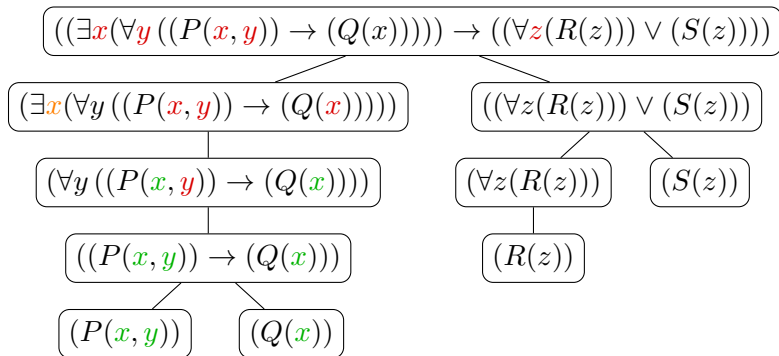 ((∃x(∀y ((P(x, y)) → (Q(x))))) → ((∀z(R(z))) ∨ (S(z))))
(∃x(∀y ((P(x, y)) → (Q(x)))))
((∀z(R(z))) ∨ (S(z)))
(∀y ((P(x, y)) → (Q(x))))
(∀z(R(z)))
(S(z))
((P(x, y)) → (Q(x)))
(R(z))
(P(x, y))
(Q(x))